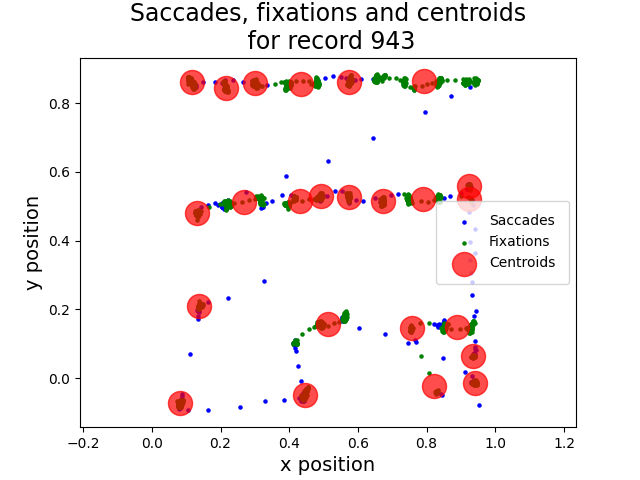 Saccades, fixations and centroids
for record 943
y position
0.8
0.6
0.4
0.2
0.0
Saccades
Fixations
Centroids
−0.2
0.0
0.2
0.4
0.6
0.8
1.0
1.2
x position